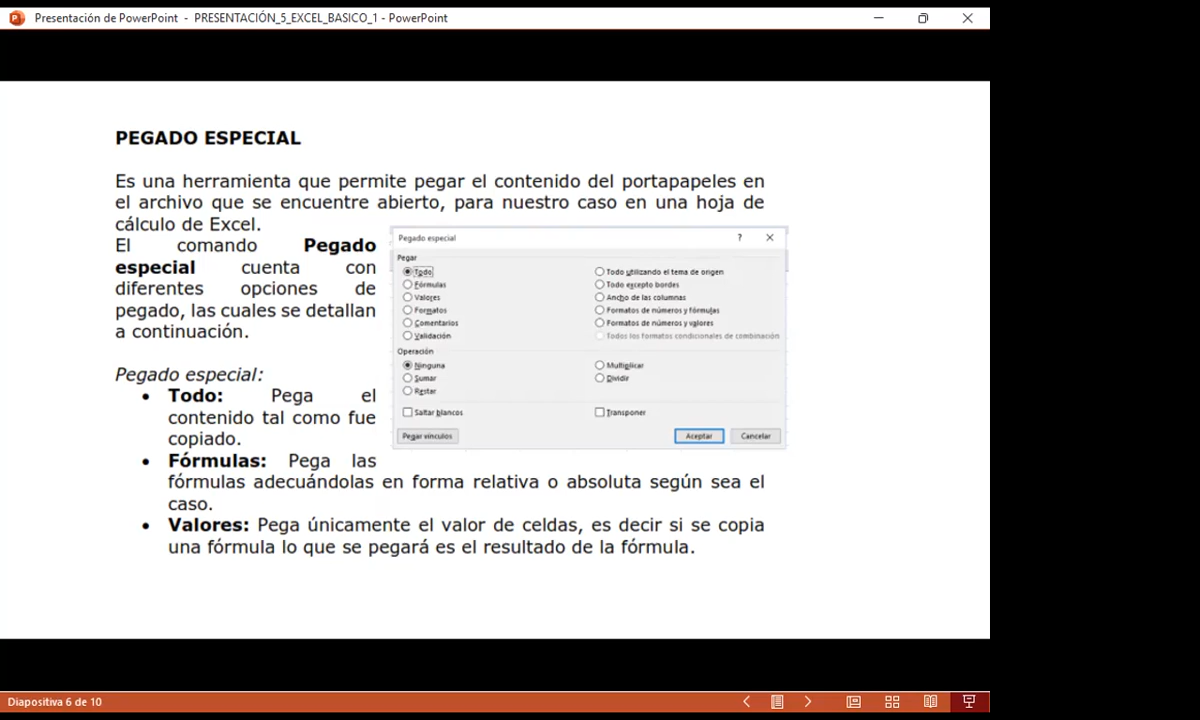 Presentación de PowerPoint - PRESENTACIÓN_5_EXCEL_BASICO_1 - PowerPoint
PEGADO ESPECIAL
Es una herramienta que permite pegar el contenido del portapapeles en
el archivo que se encuentre abierto, para nuestro caso en una hoja de
cálculo de Excel.
El comando Pegado
especial cuenta con
diferentes opciones de
pegado, las cuales se detallan
a continuación.
Pegado especial:
• Todo: Pega el
contenido tal como fue
copiado.
• Fórmulas: Pega las
fórmulas adecuándolas en forma relativa o absoluta según sea el
caso.
• Valores: Pega únicamente el valor de celdas, es decir si se copia
una fórmula lo que se pegará es el resultado de la fórmula.
Pegado especial ?
Pegar
Todo
Fórmulas
Valores
Formatos
Comentarios
Validación
Todo utilizando el tema de origen
Todo excepto bordes
Ancho de las columnas
Formatos de números y fórmulas
Formatos de números y valores
Todos los formatos condicionales de combinación
Operación
Ninguna
Sumar
Restar
Multiplicar
Dividir
Saltar blancos
Transponer
Pegar vínculos
Aceptar
Cancelar
Diapositiva 6 de 10